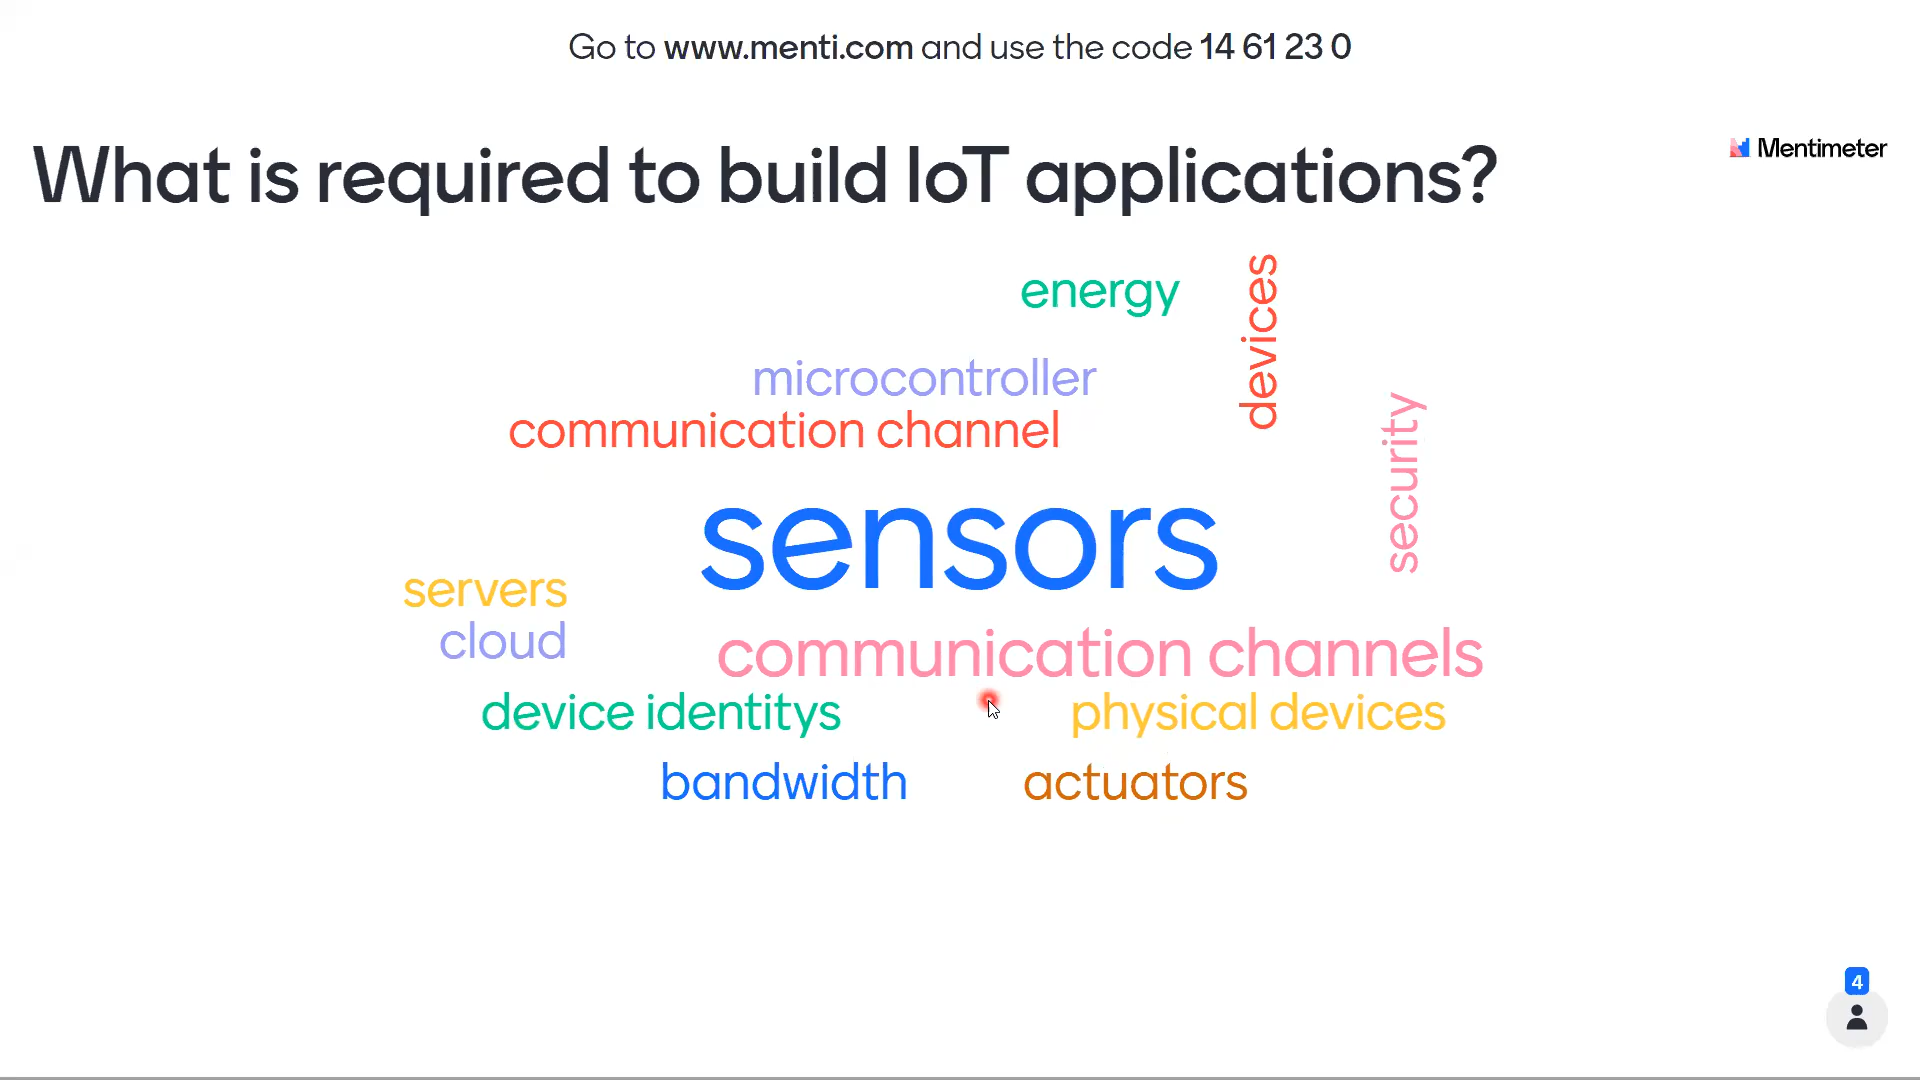 Go to www.menti.com and use the code 14 61 23 0
Mentimeter
What is required to build IoT applications?
energy
devices
microcontroller
communication channel
security
sensors
servers
cloud
communication channels
device identitys
physical devices
bandwidth
actuators
4